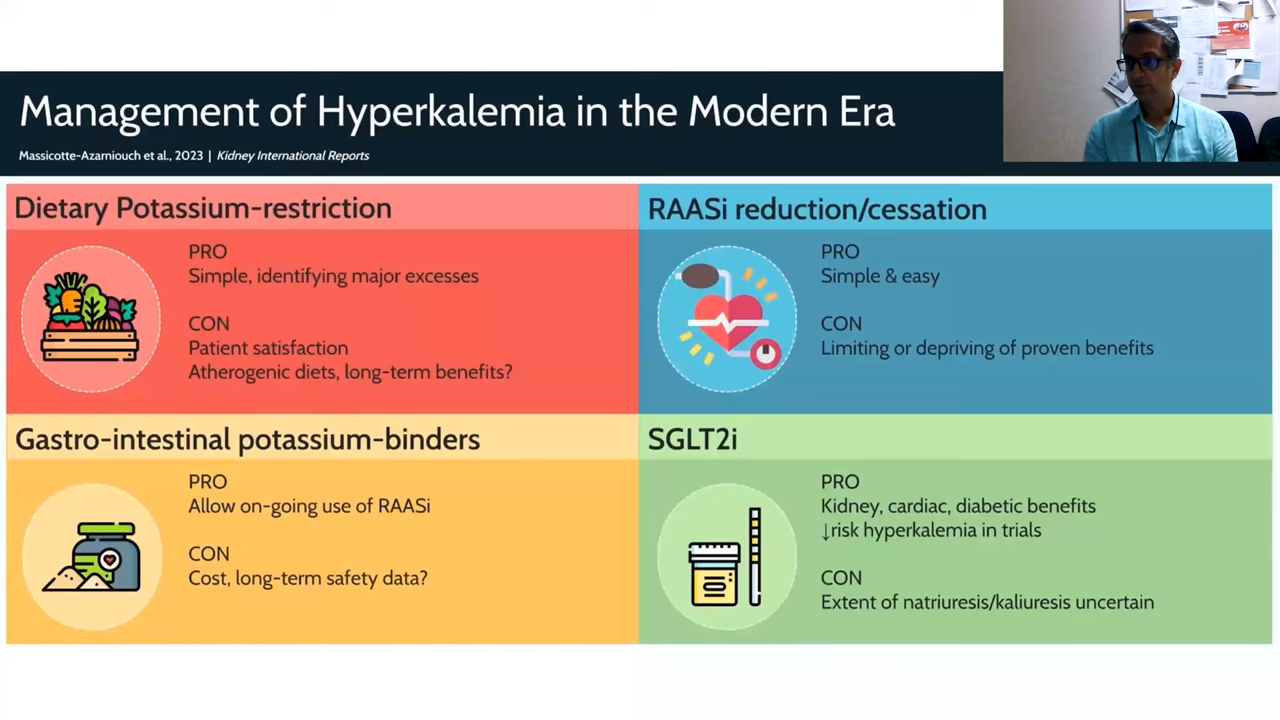 Management of Hyperkalemia in the Modern Era
Massicotte-Azarniouch et al., 2023 | Kidney International Reports
Dietary Potassium-restriction
PRO
Simple, identifying major excesses
CON
Patient satisfaction
Atherogenic diets, long-term benefits?
RAASi reduction/cessation
PRO
Simple & easy
CON
Limiting or depriving of proven benefits
Gastro-intestinal potassium-binders
PRO
Allow on-going use of RAASi
CON
Cost, long-term safety data?
SGLT2i
PRO
Kidney, cardiac, diabetic benefits
↓risk hyperkalemia in trials
CON
Extent of natriuresis/kaliuresis uncertain